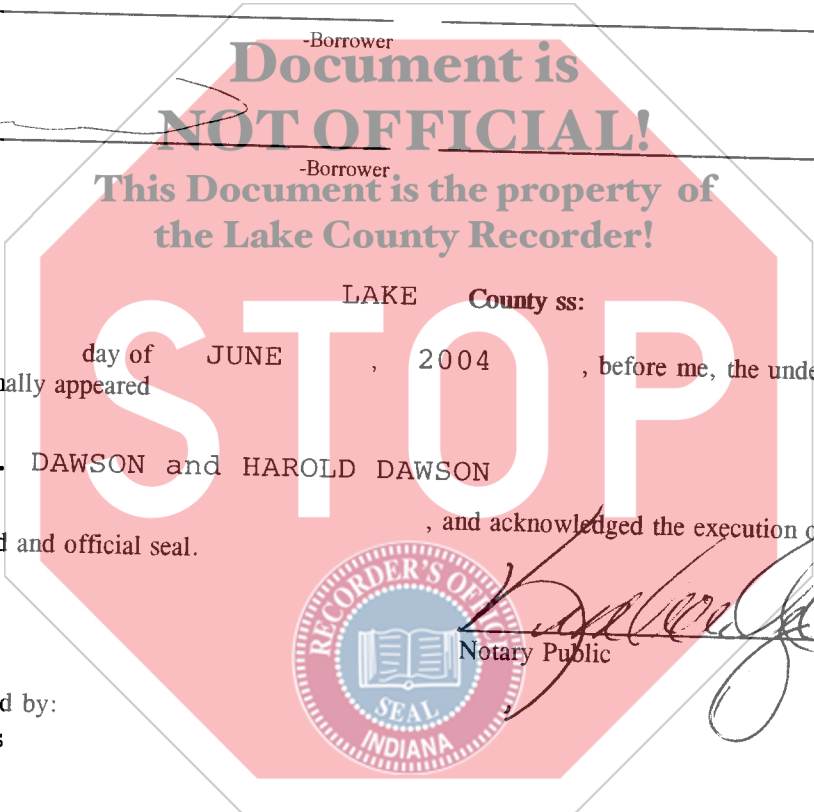 -Borrower
Document is
NOT OFFICIAL!
-Borrower
This Document is the property of
the Lake County Recorder!
LAKE County ss:
STOP
day of JUNE , 2004 , before me, the unde
ally appeared
DAWSON and HAROLD DAWSON
, and acknowledged the execution o
d and official seal.
RECORDER'S OFFICE
SEAL
INDIANA
Notary Public
d by:
s